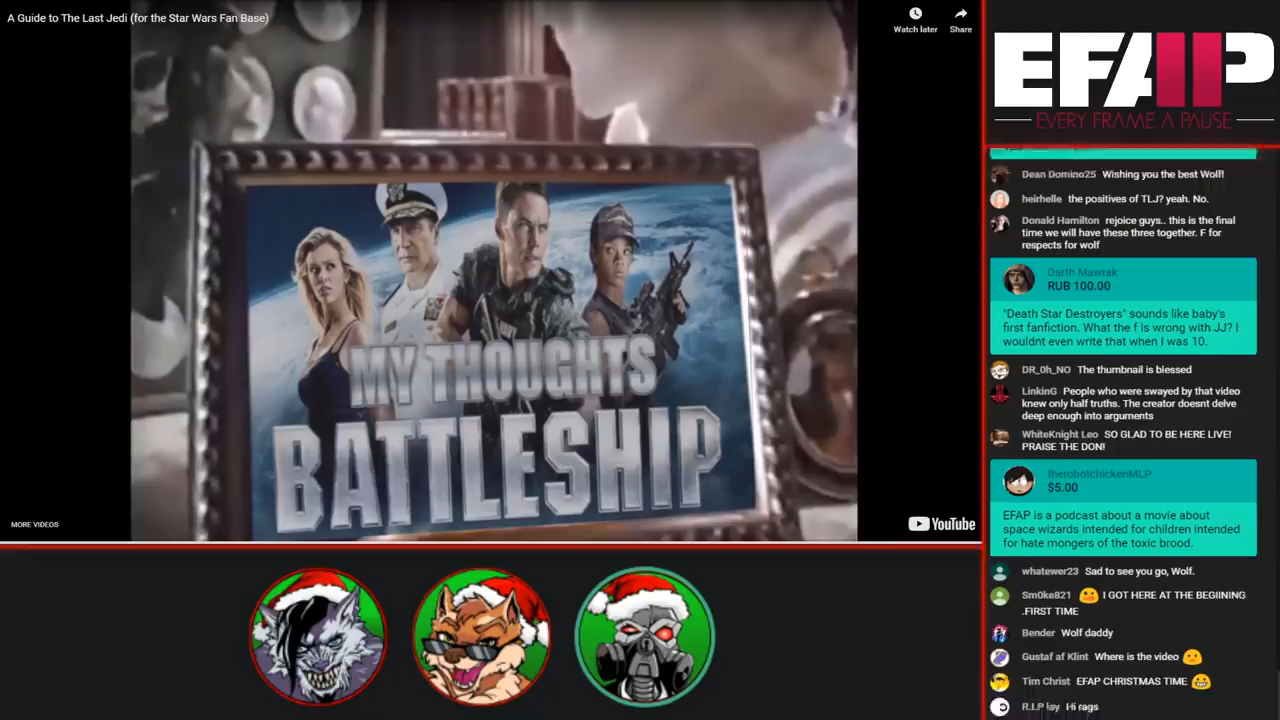 A Guide to The Last Jedi (for the Star Wars Fan Base)
Watch later
Share
MY THOUGHTS
BATTLESHIP
MORE VIDEOS
YouTube
EFAP
EVERY FRAME A PAUSE
Dean Domino25 Wishing you the best Wolf!
heirhelle the positives of TLJ? yeah. No.
Donald Hamilton rejoice guys.. this is the final
time we will have these three together. F for
respects for wolf
Darth Mawrak
RUB 100.00
"Death Star Destroyers" sounds like baby's
first fanfiction. What the f is wrong with JJ? I
wouldnt even write that when I was 10.
DR_0h_NO The thumbnail is blessed
LinkinG People who were swayed by that video
knew only half truths. The creator doesnt delve
deep enough into arguments
WhiteKnight Leo SO GLAD TO BE HERE LIVE!
PRAISE THE DON!
therobotchickenMLP
$5.00
EFAP is a podcast about a movie about
space wizards intended for children intended
for hate mongers of the toxic brood.
whatewer23 Sad to see you go, Wolf.
Sm0ke821 I GOT HERE AT THE BEGIINING
.FIRST TIME
Bender Wolf daddy
Gustaf af Klint Where is the video
Tim Christ EFAP CHRISTMAS TIME
R.I.P Hi rags